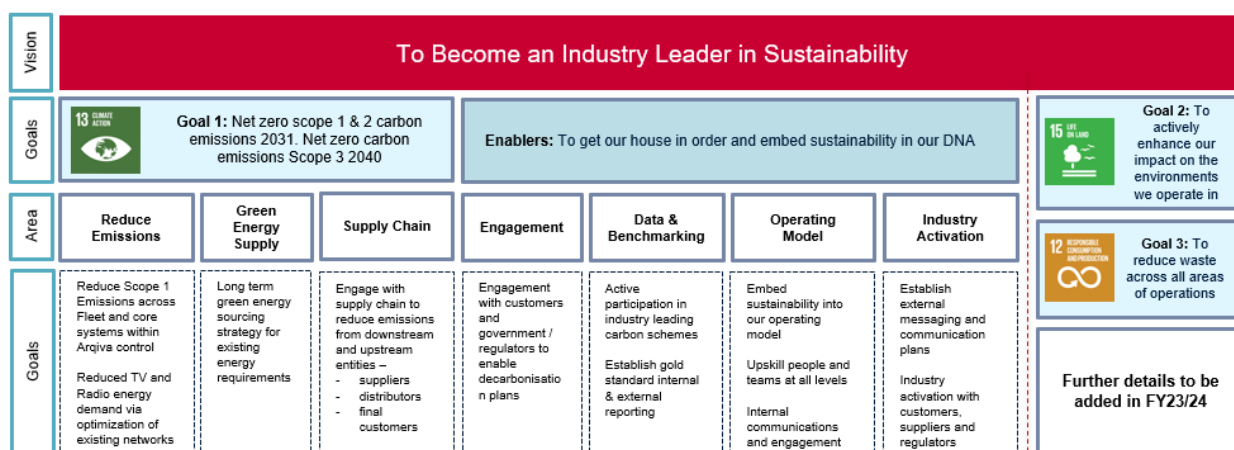 Vision
To Become an Industry Leader in Sustainability
Goals
13 CLIMATE
ACTION
Goal 1: Net zero scope 1 & 2 carbon
emissions 2031. Net zero carbon
emissions Scope 3 2040
Enablers: To get our house in order and embed sustainability in our DNA
15 LIFE
ON LAND
Goal 2: To
actively
enhance our
impact on the
environments
we operate in
12 RESPONSIBLE
CONSUMPTION
AND PRODUCTION
Goal 3: To
reduce waste
across all areas
of operations
Further details to be
added in FY23/24
Area
Reduce
Emissions
Green
Energy
Supply
Supply Chain
Engagement
Data &
Benchmarking
Operating
Model
Industry
Activation
Goals
Reduce Scope 1
Emissions across
Fleet and core
systems within
Arqiva control
Reduced TV and
Radio energy
demand via
optimization of
existing networks
Long term
green energy
sourcing
strategy for
existing
energy
requirements
Engage with
supply chain to
reduce emissions
from downstream
and upstream
entities –
- suppliers
- distributors
- final
customers
Engagement
with customers
and
government /
regulators to
enable
decarbonisatio
n plans
Active
participation in
industry leading
carbon schemes
Establish gold
standard internal
& external
reporting
Embed
sustainability into
our operating
model
Upskill people and
teams at all levels
Internal
communications
and engagement
Establish
external
messaging and
communication
plans
Industry
activation with
customers,
suppliers and
regulators